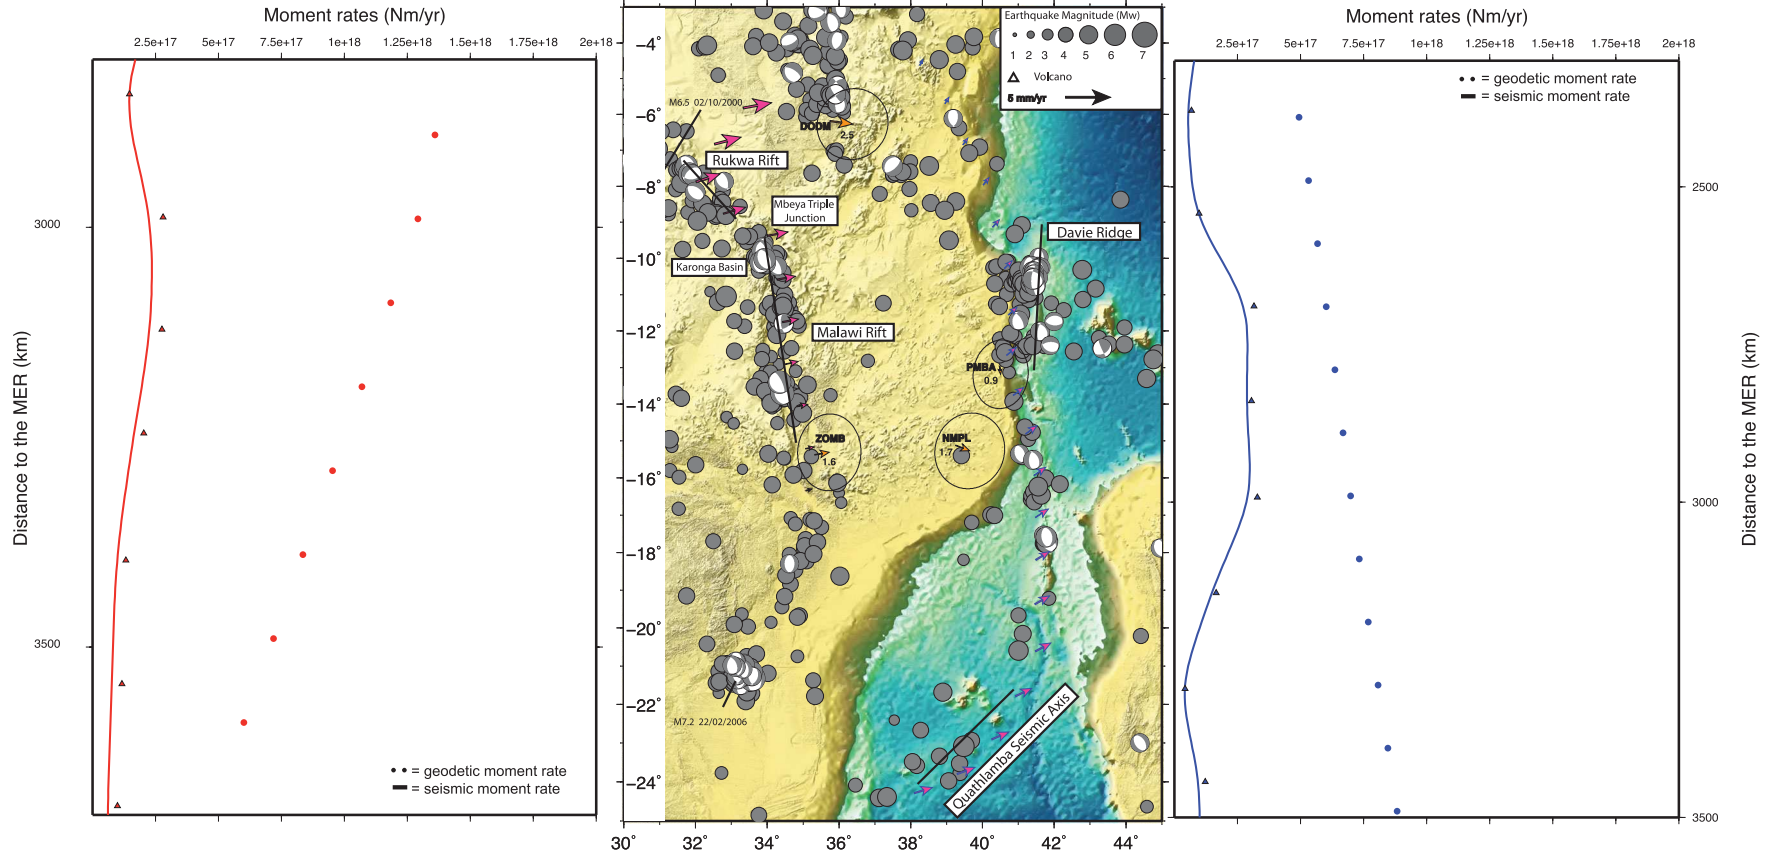 Moment rates (Nm/yr)
2.5e+17 5e+17 7.5e+17 1e+18 1.25e+18 1.5e+18 1.75e+18 2e+18
Distance to the MER (km)
3000
3500
= geodetic moment rate
= seismic moment rate
Earthquake Magnitude (Mw)
1 2 3 4 5 6 7
Volcano
5 mm/yr
−4°
−6°
−8°
−10°
−12°
−14°
−16°
−18°
−20°
−22°
−24°
30° 32° 34° 36° 38° 40° 42° 44°
M6.5 02/10/2000
DODM
2.5
Rukwa Rift
Mbeya Triple
Junction
Karonga Basin
Davie Ridge
Malawi Rift
PMBA
0.9
ZOMB
1.6
NMPL
1.7
M7.2 22/02/2006
Quathlamba Seismic Axis
Moment rates (Nm/yr)
2.5e+17 5e+17 7.5e+17 1e+18 1.25e+18 1.5e+18 1.75e+18 2e+18
= geodetic moment rate
= seismic moment rate
2500
3000
3500
Distance to the MER (km)